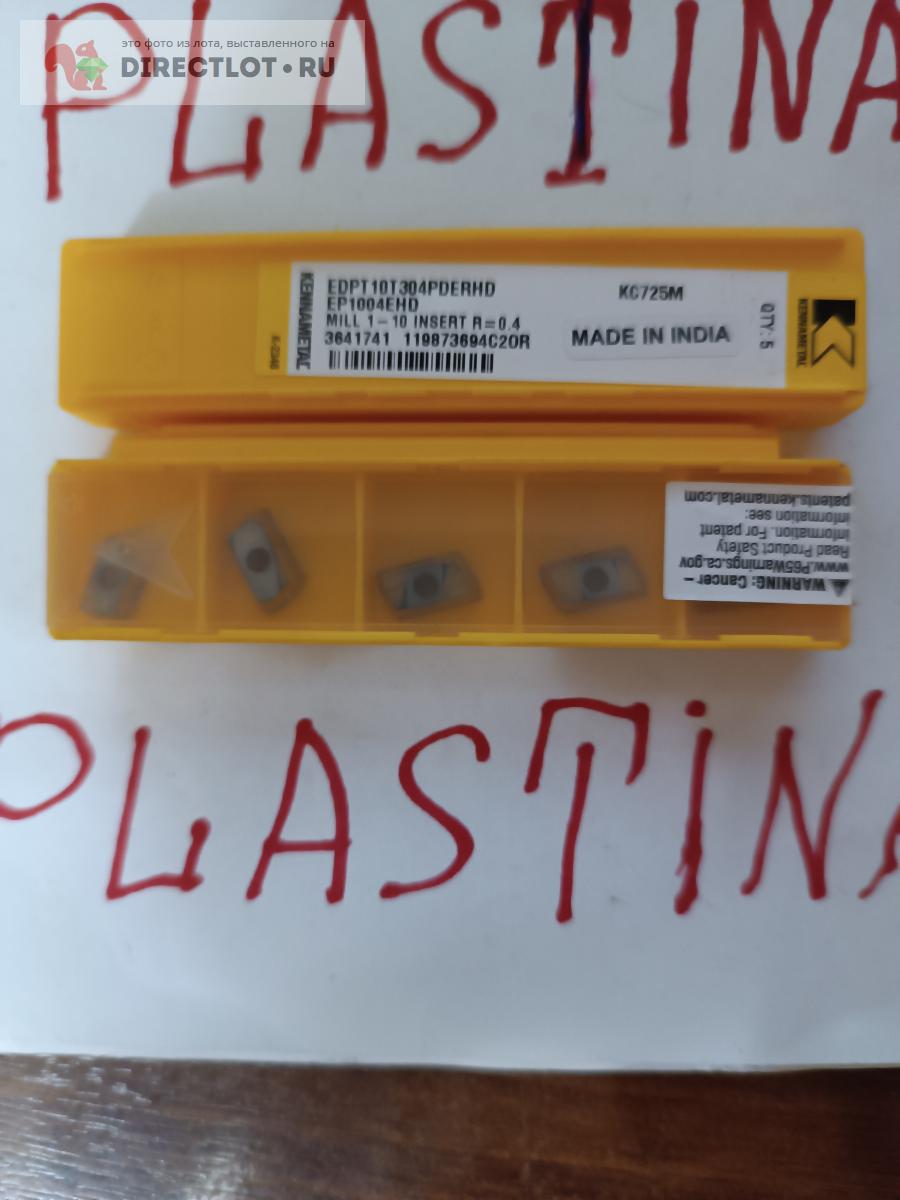 это фото из лота, выставленного на
DIRECTLOT•RU
PLASTINA
KENNAMETAL
EDPT10T304PDERHD
EP1004EHD
MILL 1-10 INSERT R=0.4
3641741 119873694C2OR
KC725M
MADE IN INDIA
QTY: 5
KENNAMETAL
WARNING: Cancer –
www.P65Warnings.ca.gov
Read Product Safety
Information. For patent
information see:
patents.kennametal.com
PLASTINA